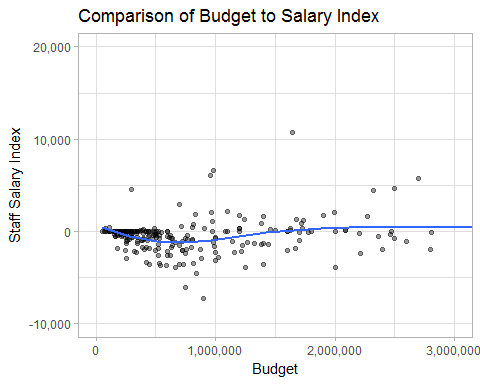 Comparison of Budget to Salary Index
20,000
10,000
0
-10,000
Staff Salary Index
0
1,000,000
2,000,000
3,000,000
Budget